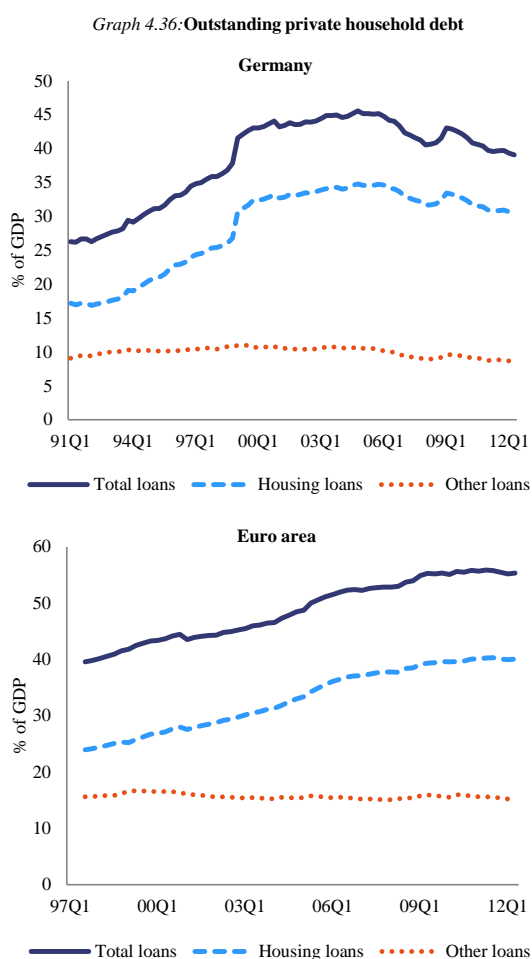 Graph 4.36:Outstanding private household debt
Germany
50
45
40
35
30
25
20
15
10
5
0
% of GDP
91Q1 94Q1 97Q1 00Q1 03Q1 06Q1 09Q1 12Q1
Total loans Housing loans Other loans
Euro area
60
50
40
30
20
10
0
% of GDP
97Q1 00Q1 03Q1 06Q1 09Q1 12Q1
Total loans Housing loans Other loans